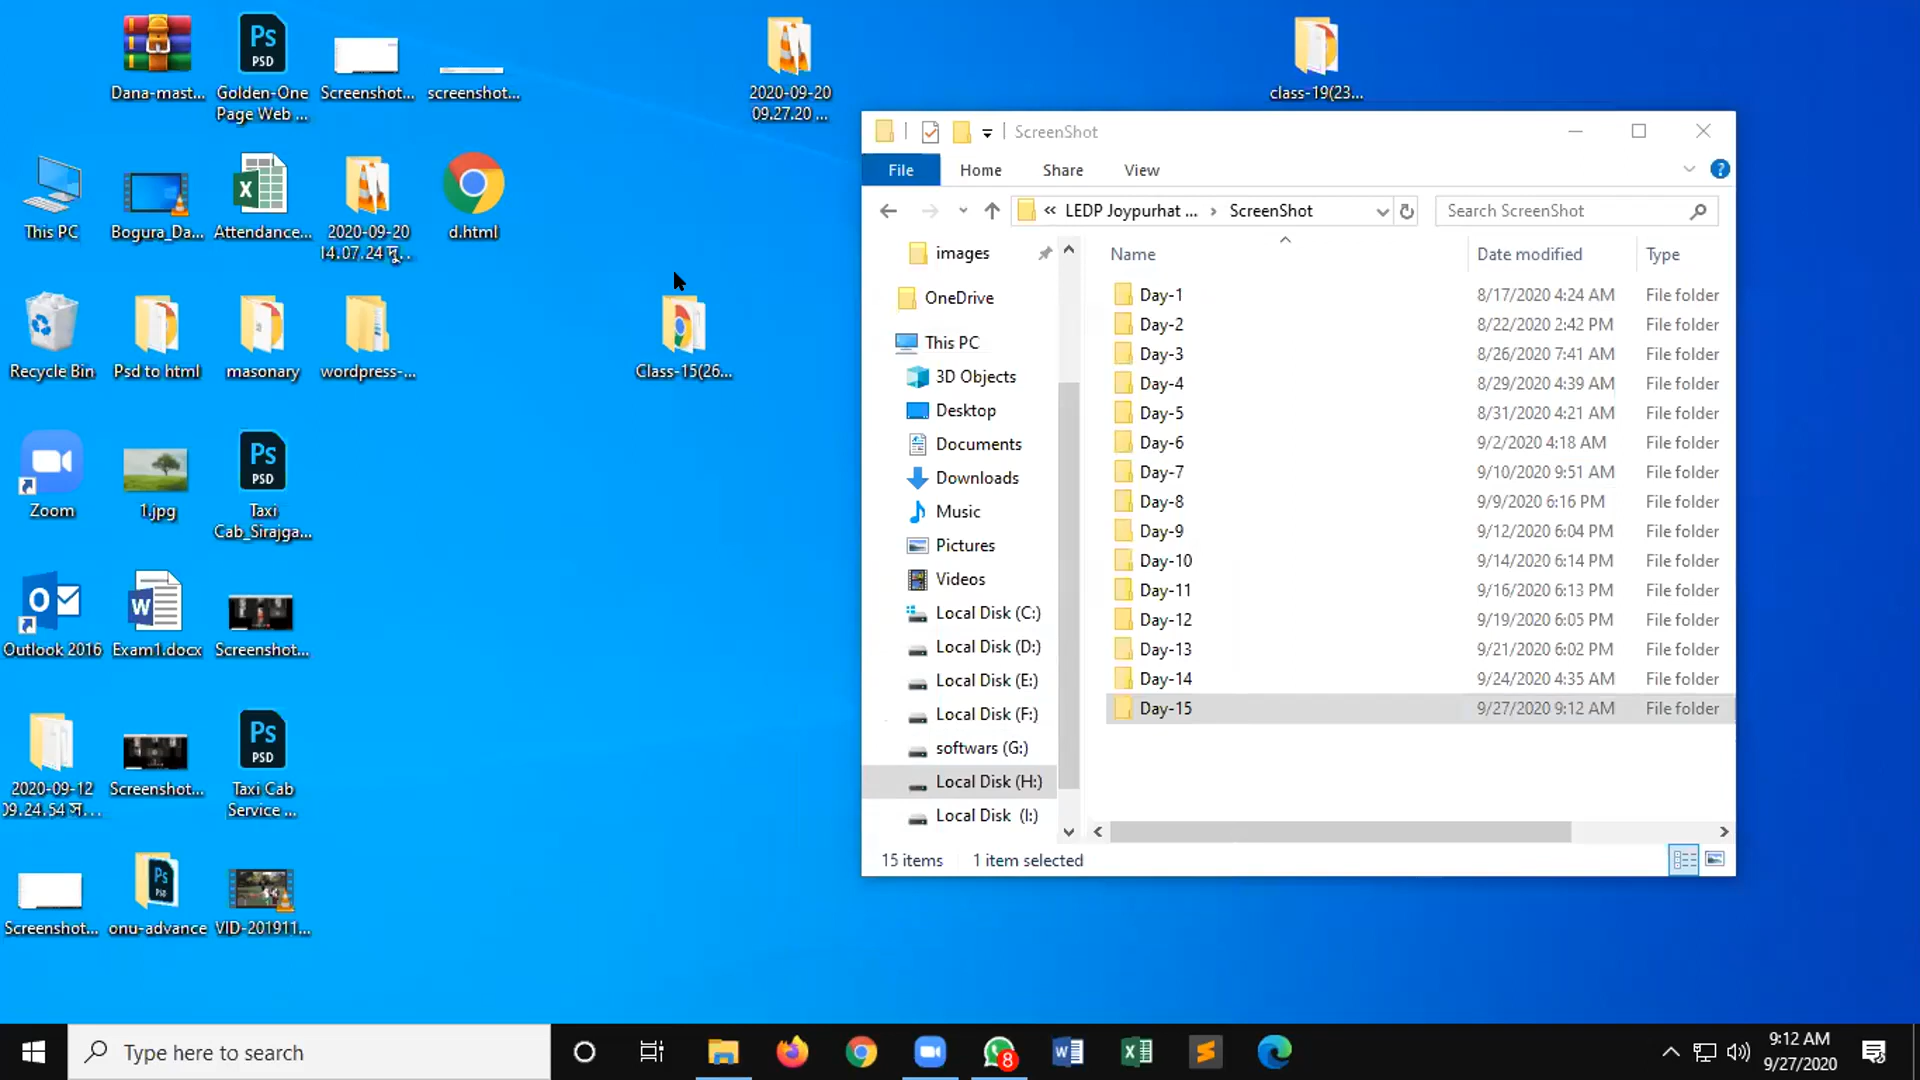 Dana-mast...
Golden-One
Page Web ...
Screenshot...
screenshot...
2020-09-20
09.27.20 ...
class-19(23...
This PC
Bogura_Da...
Attendance...
2020-09-20
d.html
Recycle Bin
Psd to html
masonary
wordpress-...
Class-15(26...
Zoom
1.jpg
Taxi
Cab_Sirajga...
Outlook 2016
Exam1.docx
Screenshot...
2020-09-12
Screenshot...
Taxi Cab
Service ...
Screenshot...
onu-advance
VID-201911...
ScreenShot
File
Home
Share
View
« LEDP Joypurhat ... › ScreenShot
Search ScreenShot
images
OneDrive
This PC
3D Objects
Desktop
Documents
Downloads
Music
Pictures
Videos
Local Disk (C:)
Local Disk (D:)
Local Disk (E:)
Local Disk (F:)
softwars (G:)
Local Disk (H:)
Local Disk (I:)
Name Date modified Type
Day-1 8/17/2020 4:24 AM File folder
Day-2 8/22/2020 2:42 PM File folder
Day-3 8/26/2020 7:41 AM File folder
Day-4 8/29/2020 4:39 AM File folder
Day-5 8/31/2020 4:21 AM File folder
Day-6 9/2/2020 4:18 AM File folder
Day-7 9/10/2020 9:51 AM File folder
Day-8 9/9/2020 6:16 PM File folder
Day-9 9/12/2020 6:04 PM File folder
Day-10 9/14/2020 6:14 PM File folder
Day-11 9/16/2020 6:13 PM File folder
Day-12 9/19/2020 6:05 PM File folder
Day-13 9/21/2020 6:02 PM File folder
Day-14 9/24/2020 4:35 AM File folder
Day-15 9/27/2020 9:12 AM File folder
15 items 1 item selected
Type here to search
8
9:12 AM
9/27/2020